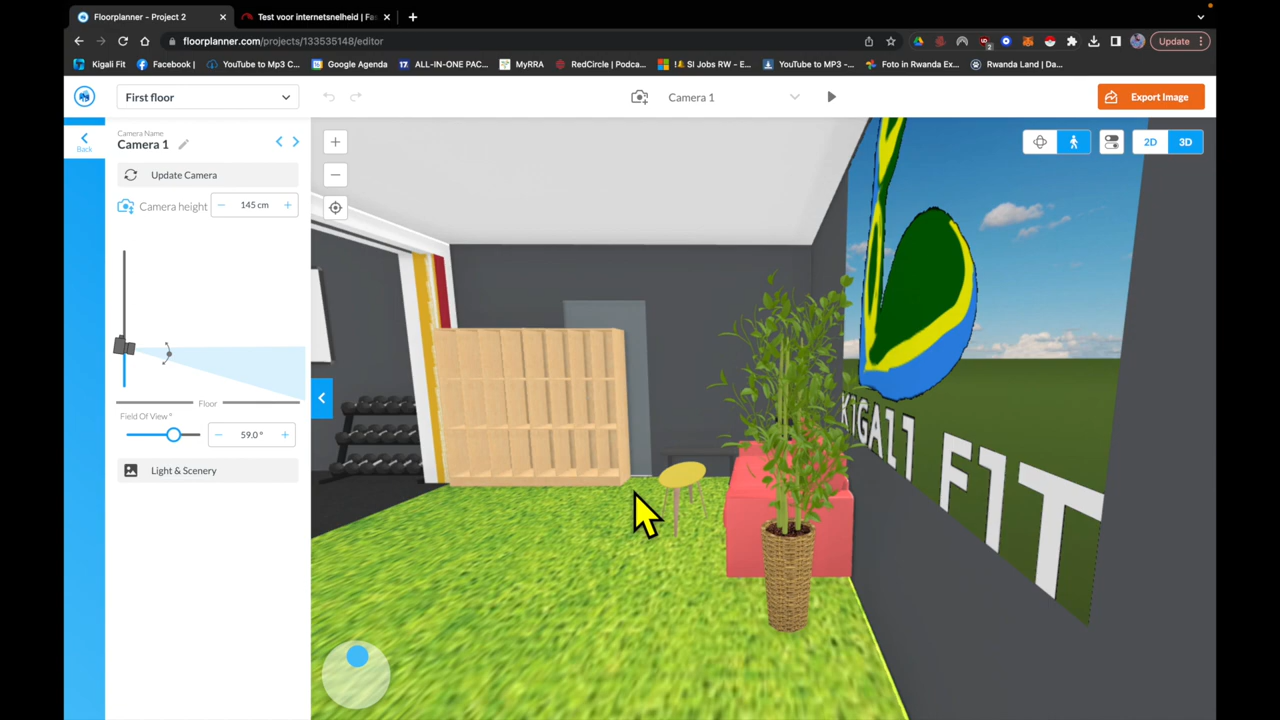 Floorplanner - Project 2
Test voor internetsnelheid | Fas
floorplanner.com/projects/133535148/editor
Update
Kigali Fit
Facebook |
YouTube to Mp3 C...
Google Agenda
17 ALL-IN-ONE PAC...
MyRRA
RedCircle | Podca...
SI Jobs RW - E...
YouTube to MP3 -...
Foto in Rwanda Ex...
Rwanda Land | Da...
First floor
Camera 1
Export Image
Back
Camera Name
Camera 1
Update Camera
Camera height
145 cm
2D
3D
Floor
Field Of View °
59.0 °
Light & Scenery
KIGALI FIT